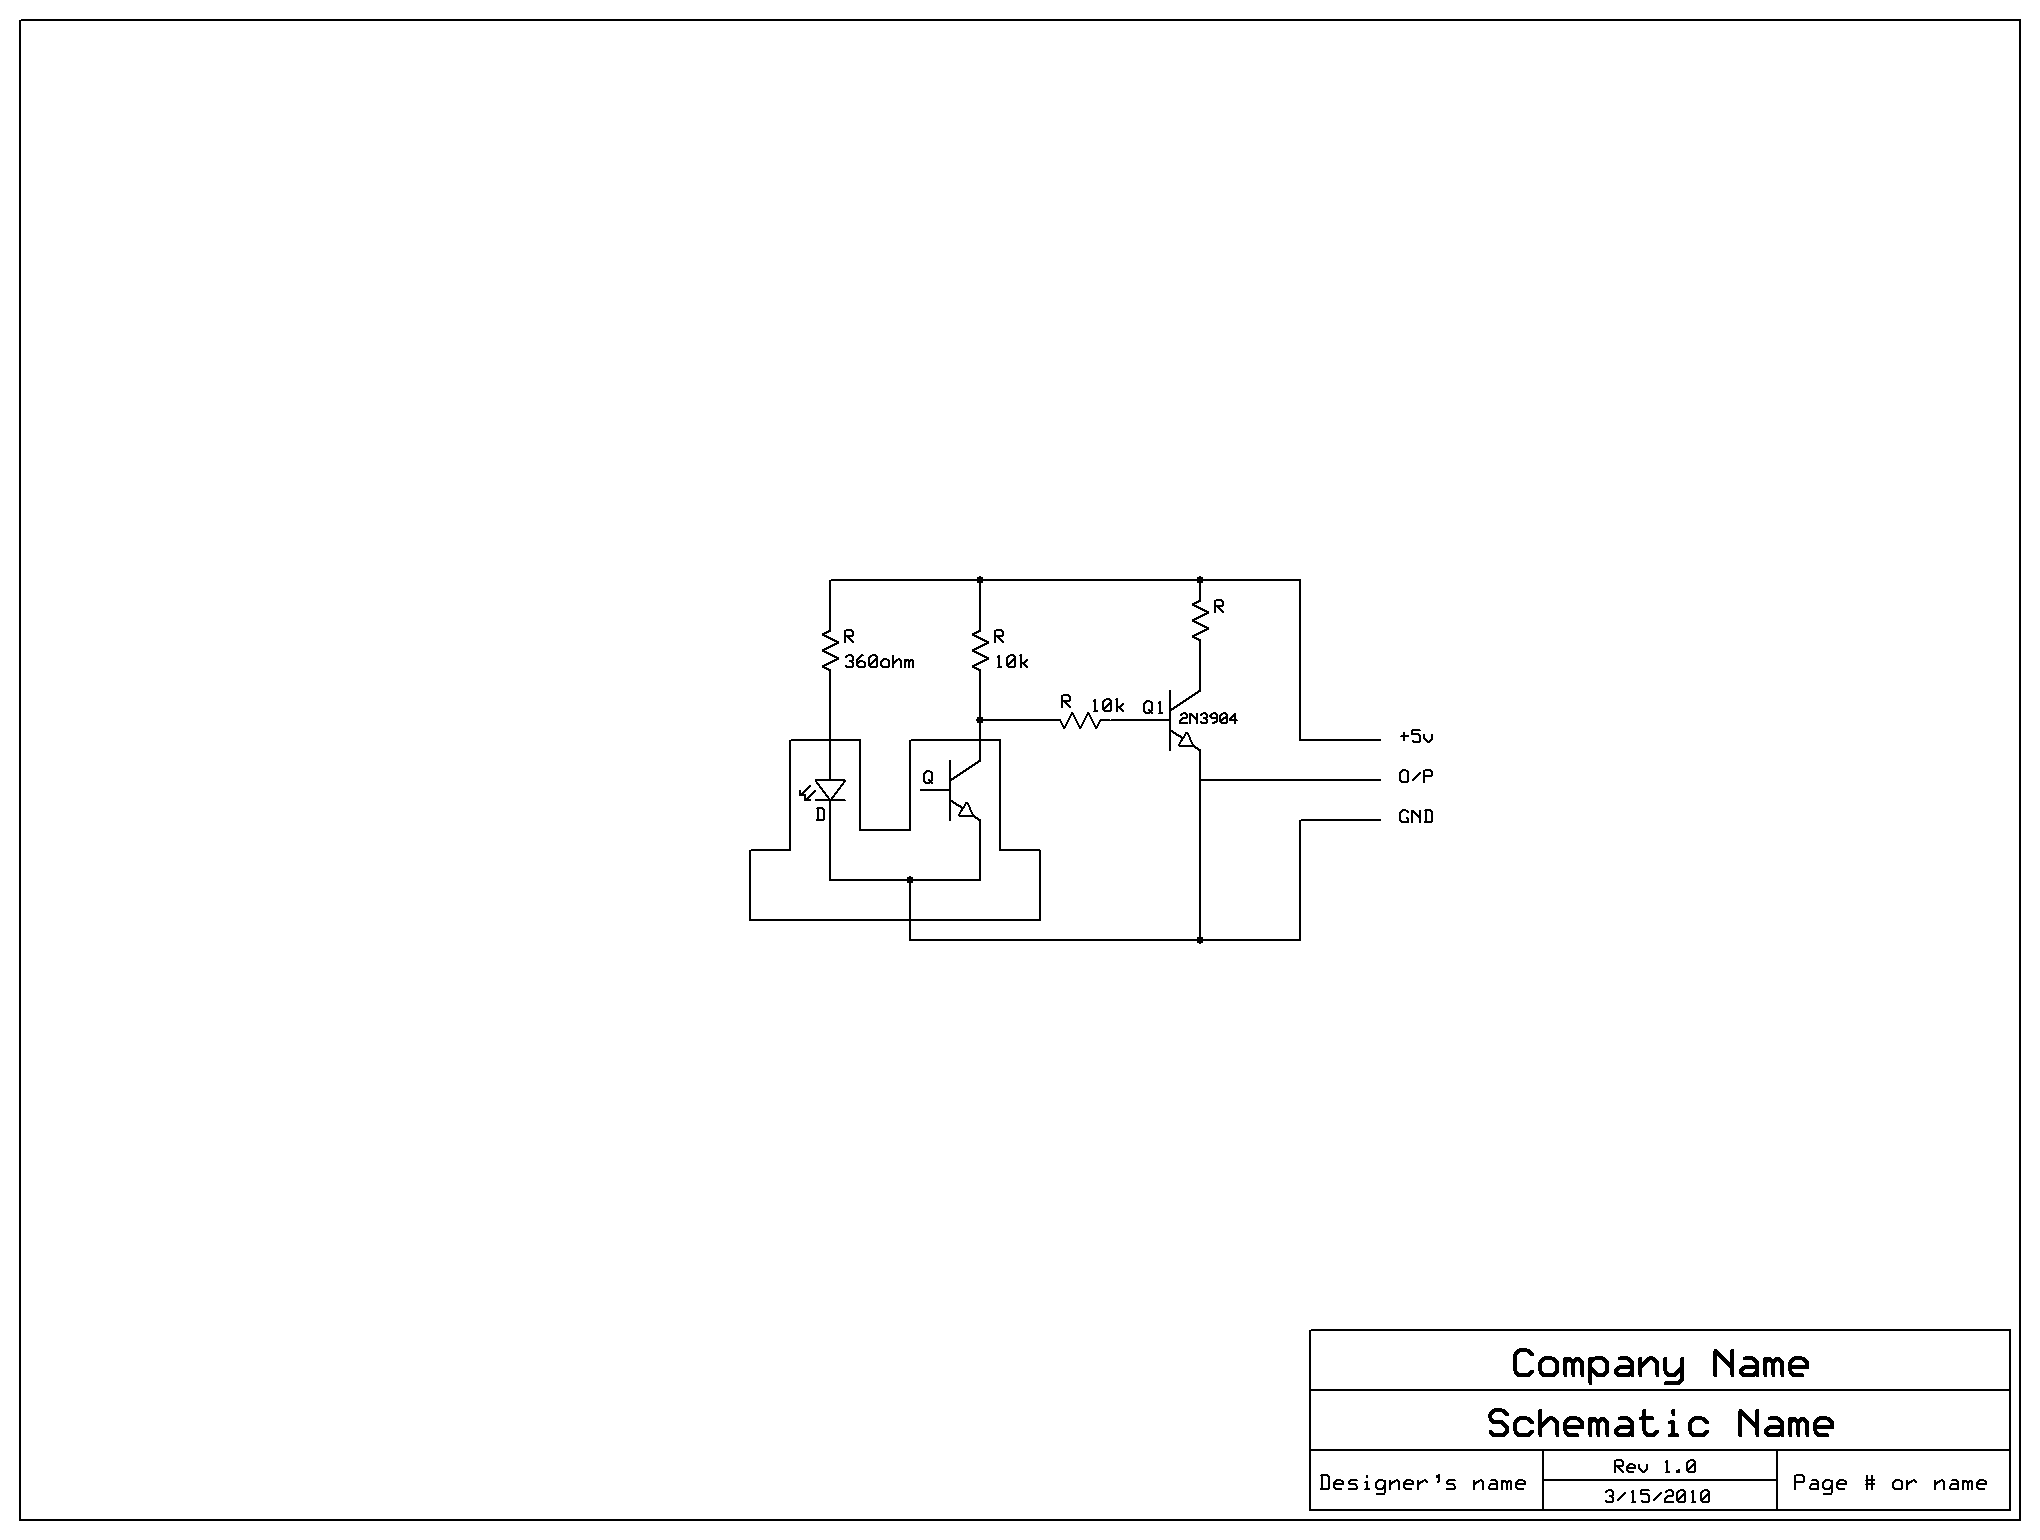 R
360ohm
R
10k
R
R 10k
Q1
2N3904
+5v
O/P
GND
Q
D
Company Name
Schematic Name
Designer's name
Rev 1.0
3/15/2010
Page # or name